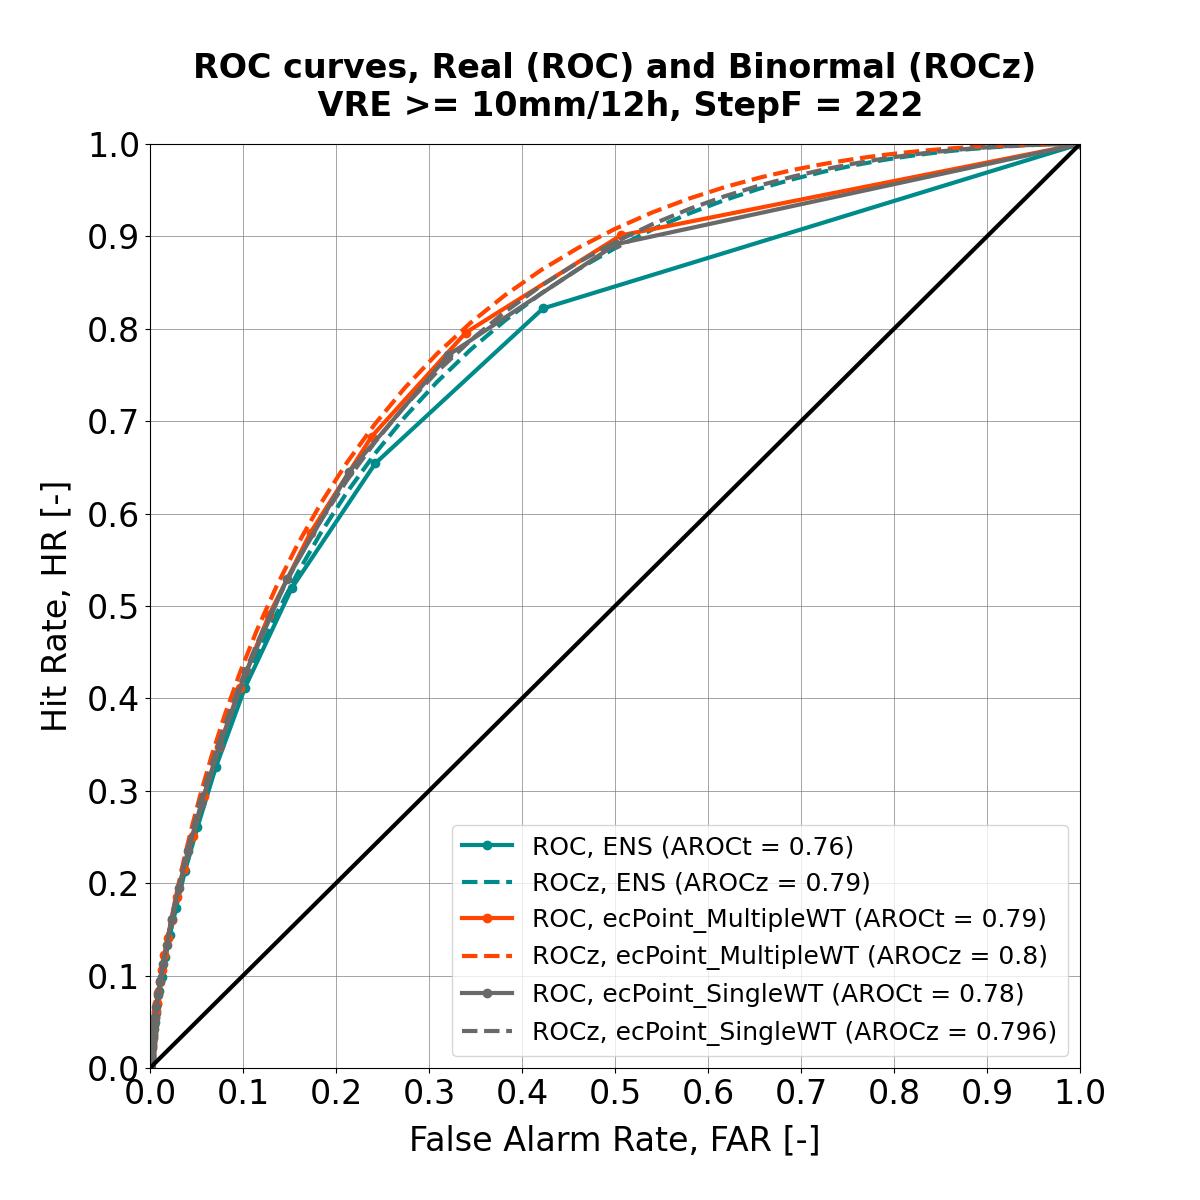 ROC curves, Real (ROC) and Binormal (ROCz)
VRE >= 10mm/12h, StepF = 222
1.0
0.9
0.8
0.7
0.6
0.5
0.4
0.3
0.2
0.1
0.0
Hit Rate, HR [-]
ROC, ENS (AROCt = 0.76)
ROCz, ENS (AROCz = 0.79)
ROC, ecPoint_MultipleWT (AROCt = 0.79)
ROCz, ecPoint_MultipleWT (AROCz = 0.8)
ROC, ecPoint_SingleWT (AROCt = 0.78)
ROCz, ecPoint_SingleWT (AROCz = 0.796)
0.0 0.1 0.2 0.3 0.4 0.5 0.6 0.7 0.8 0.9 1.0
False Alarm Rate, FAR [-]